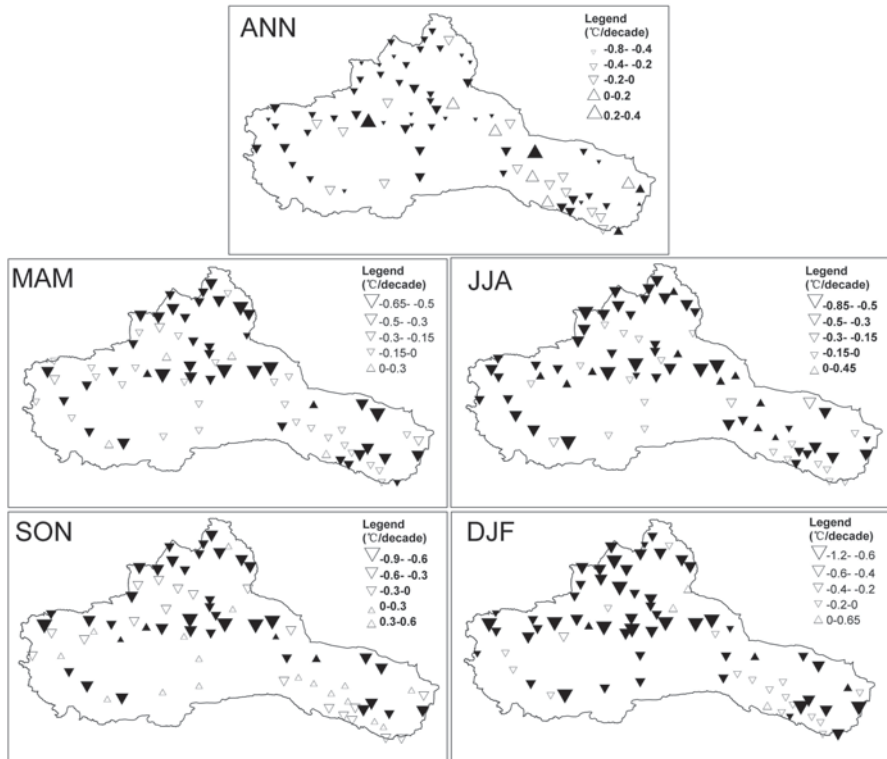 ANN
Legend
(℃/decade)
-0.8- -0.4
-0.4- -0.2
-0.2-0
0-0.2
0.2-0.4
MAM
Legend
(℃/decade)
-0.65- -0.5
-0.5- -0.3
-0.3- -0.15
-0.15-0
0-0.3
JJA
Legend
(℃/decade)
-0.85- -0.5
-0.5- -0.3
-0.3- -0.15
-0.15-0
0-0.45
SON
Legend
(℃/decade)
-0.9- -0.6
-0.6- -0.3
-0.3-0
0-0.3
0.3-0.6
DJF
Legend
(℃/decade)
-1.2- -0.6
-0.6- -0.4
-0.4- -0.2
-0.2-0
0-0.65